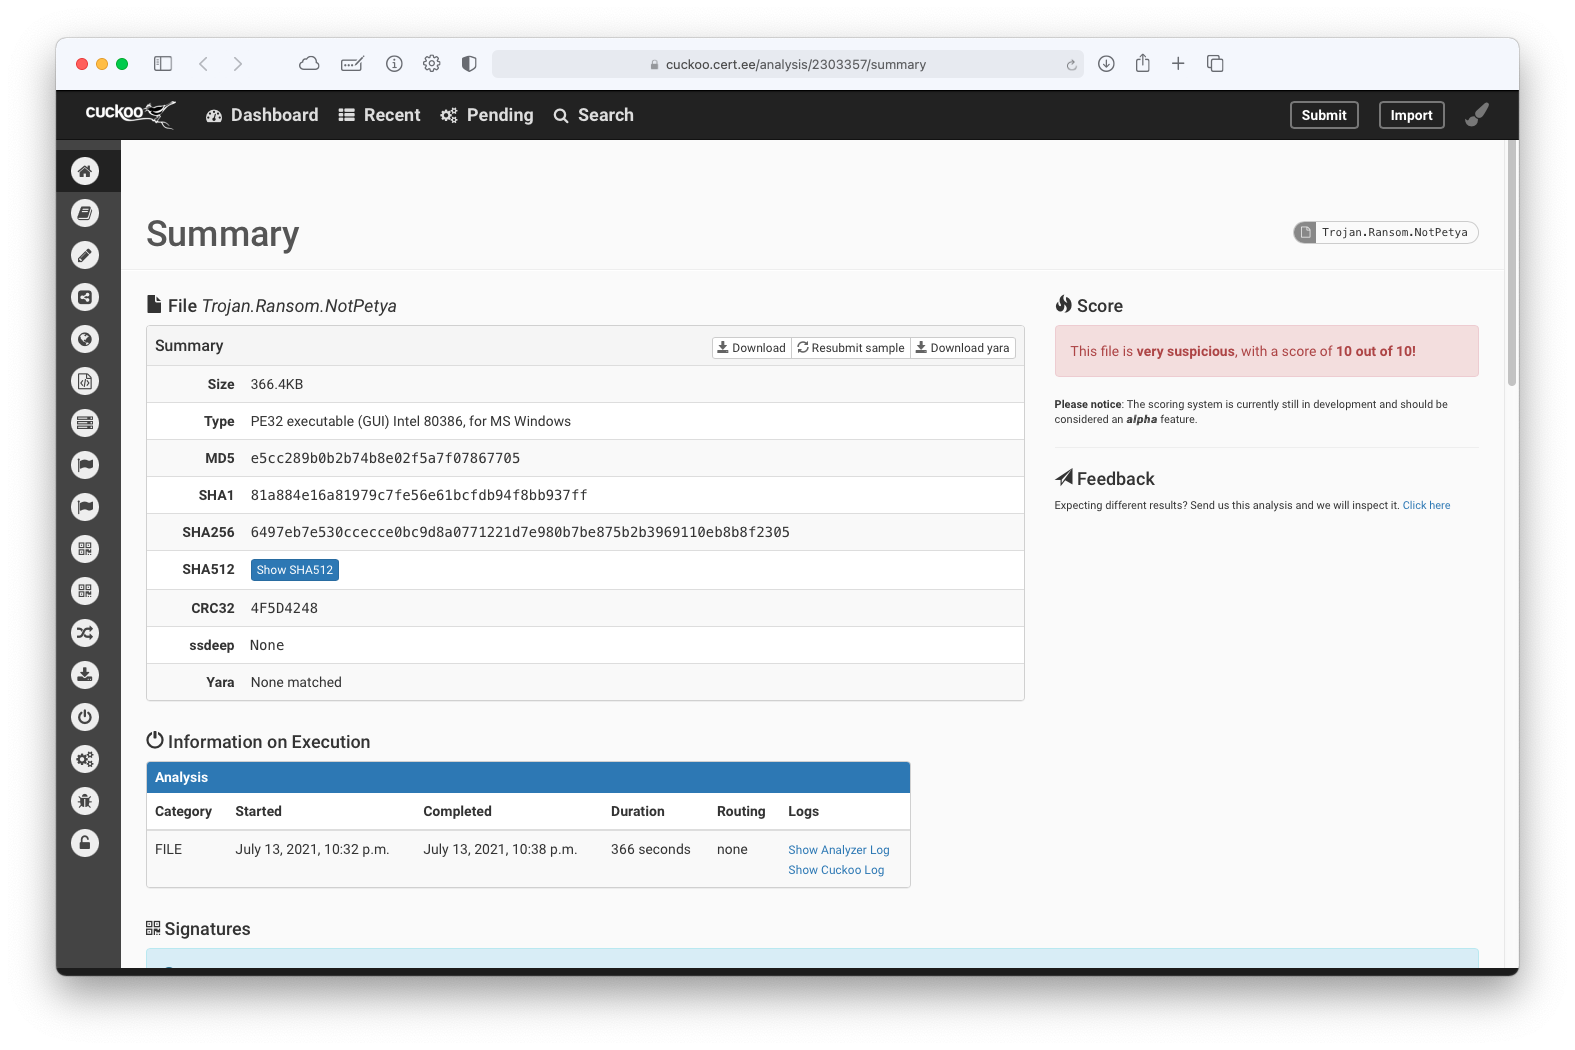 cuckoo.cert.ee/analysis/2303357/summary
cuckoo Dashboard Recent Pending Search Submit Import
Summary
Trojan.Ransom.NotPetya
File Trojan.Ransom.NotPetya
Summary Download Resubmit sample Download yara
Size 366.4KB
Type PE32 executable (GUI) Intel 80386, for MS Windows
MD5 e5cc289b0b2b74b8e02f5a7f07867705
SHA1 81a884e16a81979c7fe56e61bcfdb94f8bb937ff
SHA256 6497eb7e530ccecce0bc9d8a0771221d7e980b7be875b2b3969110eb8b8f2305
SHA512 Show SHA512
CRC32 4F5D4248
ssdeep None
Yara None matched
Score
This file is very suspicious, with a score of 10 out of 10!
Please notice: The scoring system is currently still in development and should be
considered an alpha feature.
Feedback
Expecting different results? Send us this analysis and we will inspect it. Click here
Information on Execution
Analysis
Category Started Completed Duration Routing Logs
FILE July 13, 2021, 10:32 p.m. July 13, 2021, 10:38 p.m. 366 seconds none Show Analyzer Log
Show Cuckoo Log
Signatures